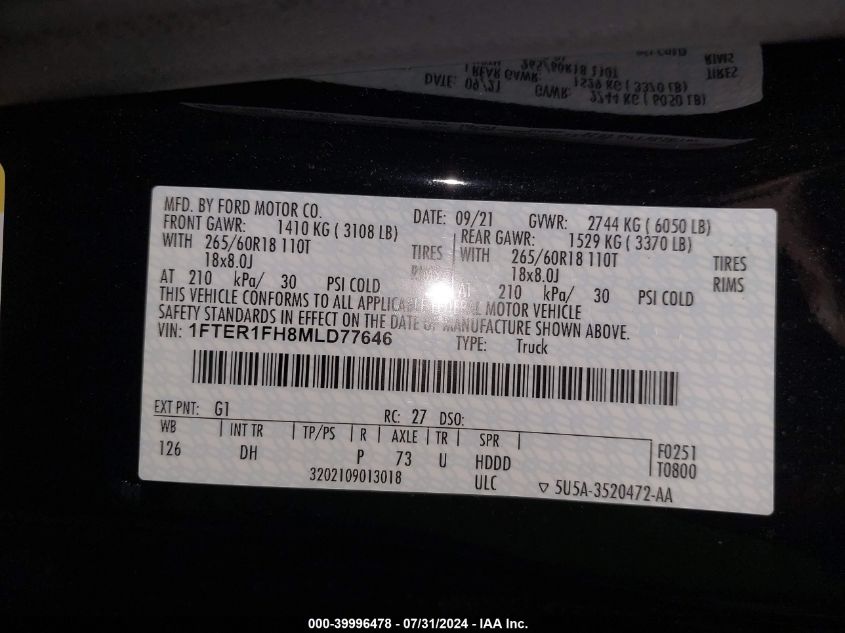 MFD. BY FORD MOTOR CO. DATE: 09/21 GVWR: 2744 KG ( 6050 LB)
FRONT GAWR: 1410 KG ( 3108 LB) REAR GAWR: 1529 KG ( 3370 LB)
WITH 265/60R18 110T TIRES WITH 265/60R18 110T TIRES
18x8.0J RIMS 18x8.0J RIMS
AT 210 kPa/ 30 PSI COLD AT 210 kPa/ 30 PSI COLD
THIS VEHICLE CONFORMS TO ALL MOTOR VEHICLE
SAFETY STANDARDS IN EFFECT ON THE DATE OF MANUFACTURE SHOWN ABOVE.
VIN: 1FTER1FH8MLD77646 TYPE: Truck
EXT PNT: G1 RC: 27 DSO:
WB INT TR TP/PS R AXLE TR SPR
126 DH P 73 U HDDD F0251
ULC T0800
3202109013018 5U5A-3520472-AA
000-39996478 - 07/31/2024 - IAA Inc.